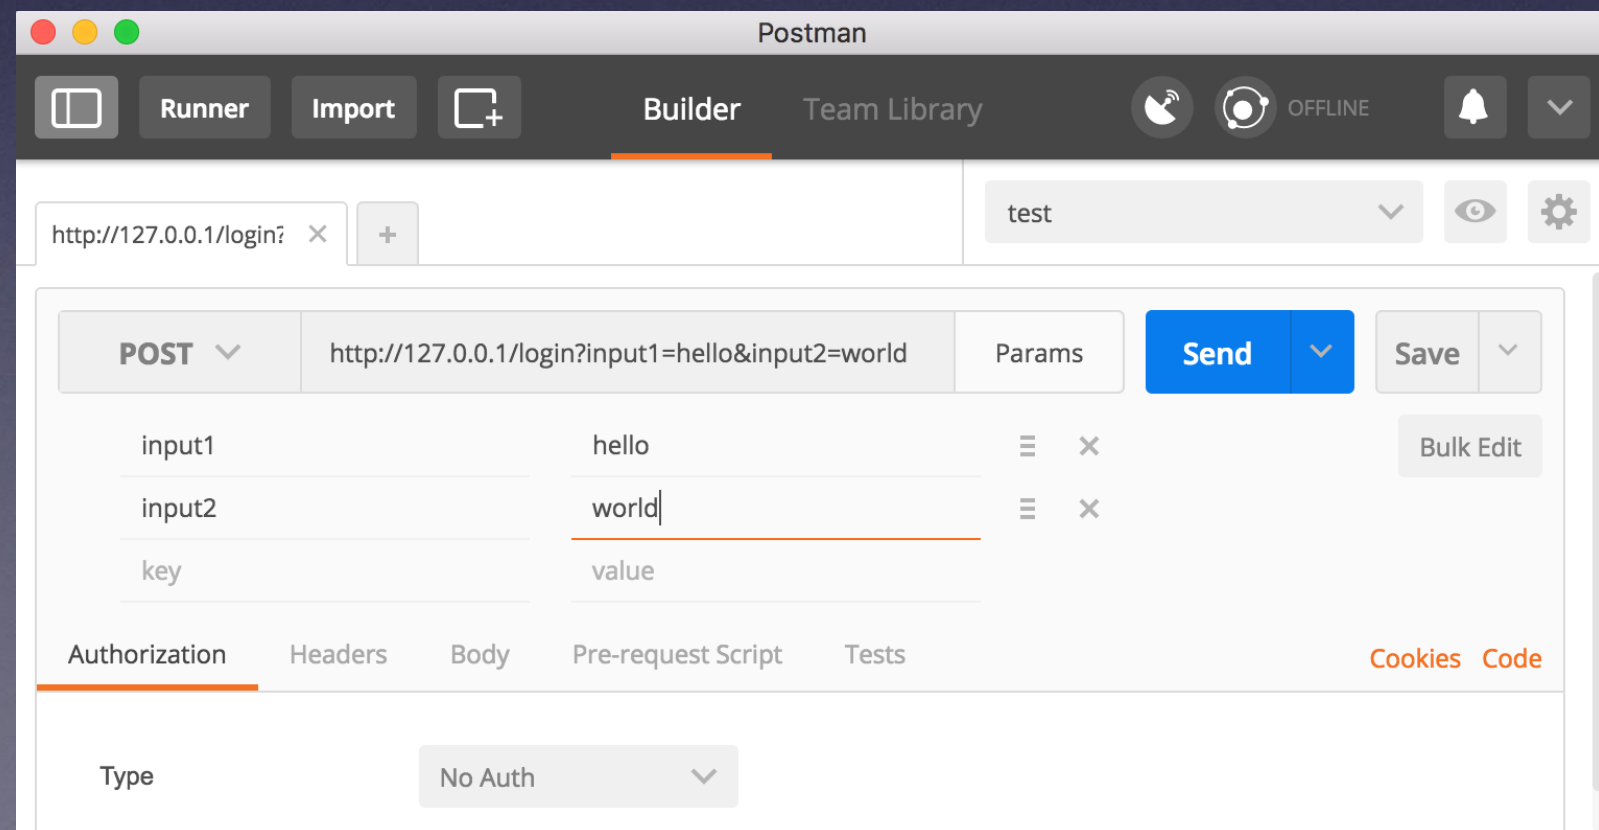 Postman
Runner Import Builder Team Library OFFLINE
http://127.0.0.1/login? + test
POST http://127.0.0.1/login?input1=hello&input2=world Params Send Save
input1 hello Bulk Edit
input2 world
key value
Authorization Headers Body Pre-request Script Tests Cookies Code
Type No Auth